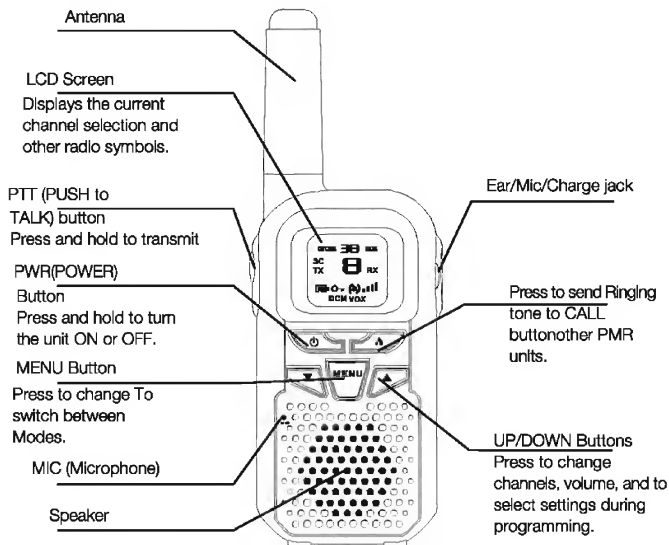 Antenna
LCD Screen
Displays the current
channel selection and
other radio symbols.
PTT (PUSH to
TALK) button
Press and hold to transmit
PWR(POWER)
Button
Press and hold to turn
the unit ON or OFF.
MENU Button
Press to change To
switch between
Modes.
MIC (Microphone)
Speaker
38
SC
TX 8 RX
DCM VOX
MENU
Ear/Mic/Charge jack
Press to send Ringing
tone to CALL
buttonother PMR
units.
UP/DOWN Buttons
Press to change
channels, volume, and to
select settings during
programming.